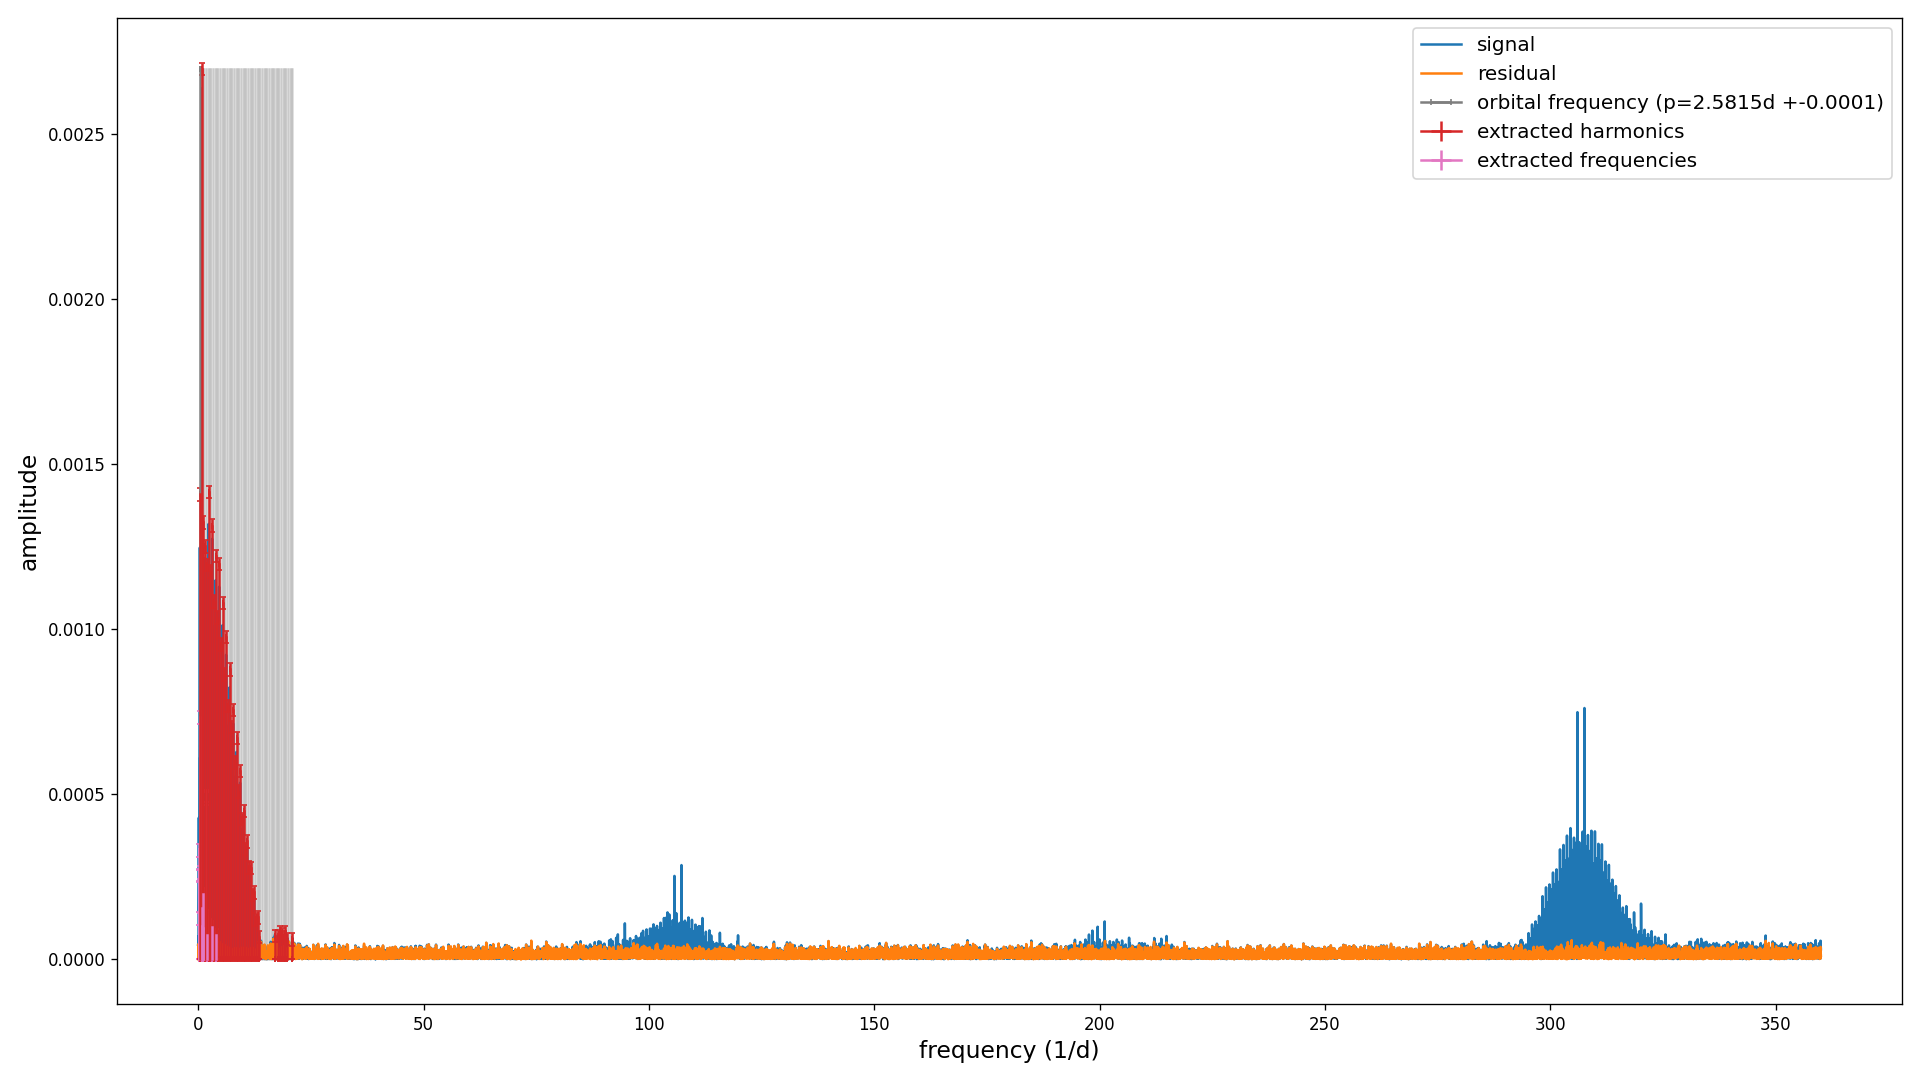 signal
residual
orbital frequency (p=2.5815d +-0.0001)
extracted harmonics
extracted frequencies
amplitude
0.0025
0.0020
0.0015
0.0010
0.0005
0.0000
0 50 100 150 200 250 300 350
frequency (1/d)